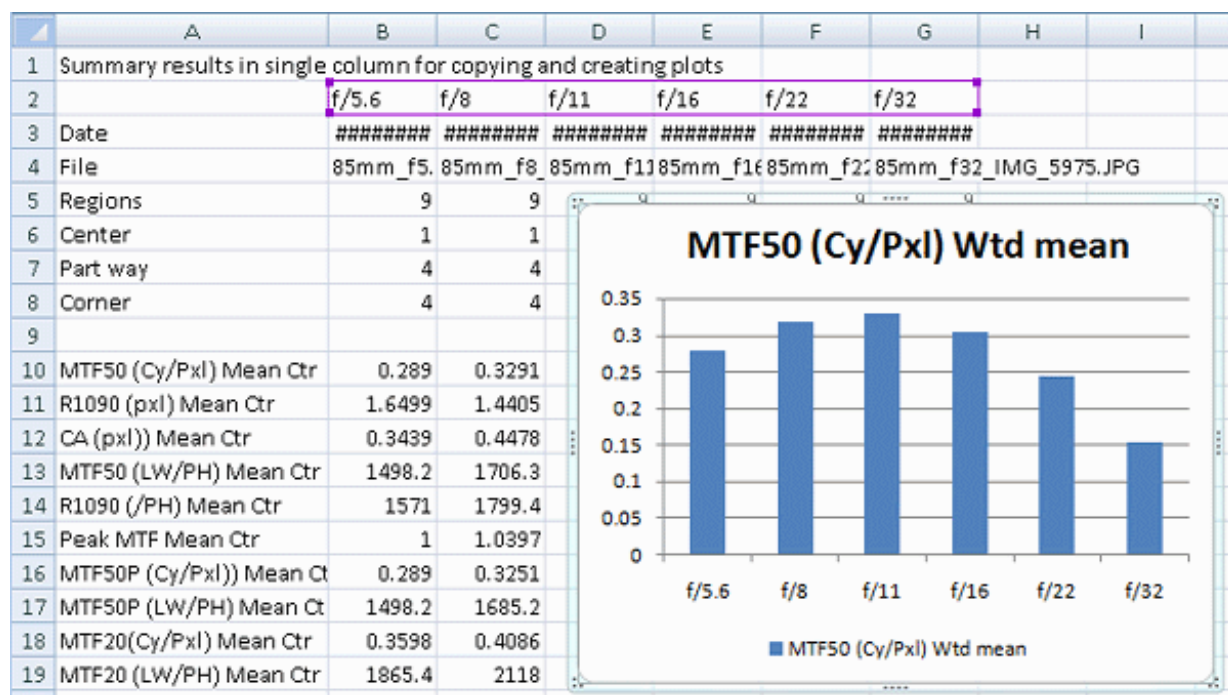 A B C D E F G H I
1 Summary results in single column for copying and creating plots
2 f/5.6 f/8 f/11 f/16 f/22 f/32
3 Date ######## ######## ######## ######## ######## ########
4 File 85mm_f5. 85mm_f8_ 85mm_f11 85mm_f16 85mm_f22 85mm_f32_IMG_5975.JPG
5 Regions 9 9 9 9 9 9
6 Center 1 1
7 Part way 4 4
8 Corner 4 4
9
10 MTF50 (Cy/Pxl) Mean Ctr 0.289 0.3291
11 R1090 (pxl) Mean Ctr 1.6499 1.4405
12 CA (pxl)) Mean Ctr 0.3439 0.4478
13 MTF50 (LW/PH) Mean Ctr 1498.2 1706.3
14 R1090 (/PH) Mean Ctr 1571 1799.4
15 Peak MTF Mean Ctr 1 1.0397
16 MTF50P (Cy/Pxl)) Mean Ct 0.289 0.3251
17 MTF50P (LW/PH) Mean Ct 1498.2 1685.2
18 MTF20(Cy/Pxl) Mean Ctr 0.3598 0.4086
19 MTF20 (LW/PH) Mean Ctr 1865.4 2118
MTF50 (Cy/Pxl) Wtd mean
0.35
0.3
0.25
0.2
0.15
0.1
0.05
0
f/5.6 f/8 f/11 f/16 f/22 f/32
MTF50 (Cy/Pxl) Wtd mean